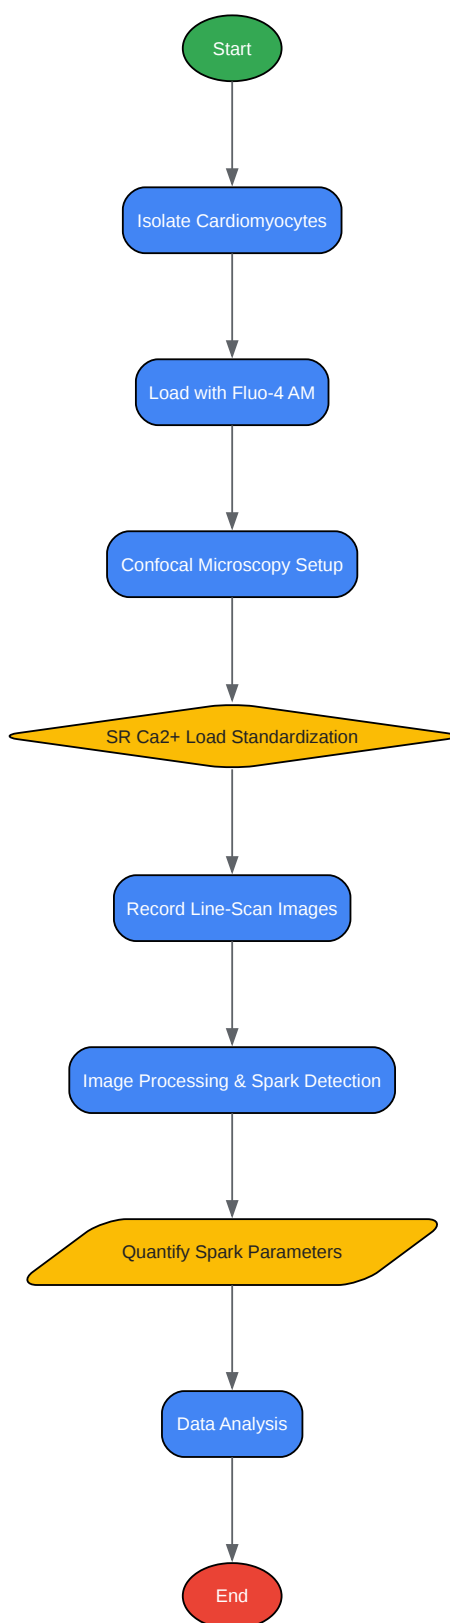 Start
Isolate Cardiomyocytes
Load with Fluo-4 AM
Confocal Microscopy Setup
SR Ca2+ Load Standardization
Record Line-Scan Images
Image Processing & Spark Detection
Quantify Spark Parameters
Data Analysis
End